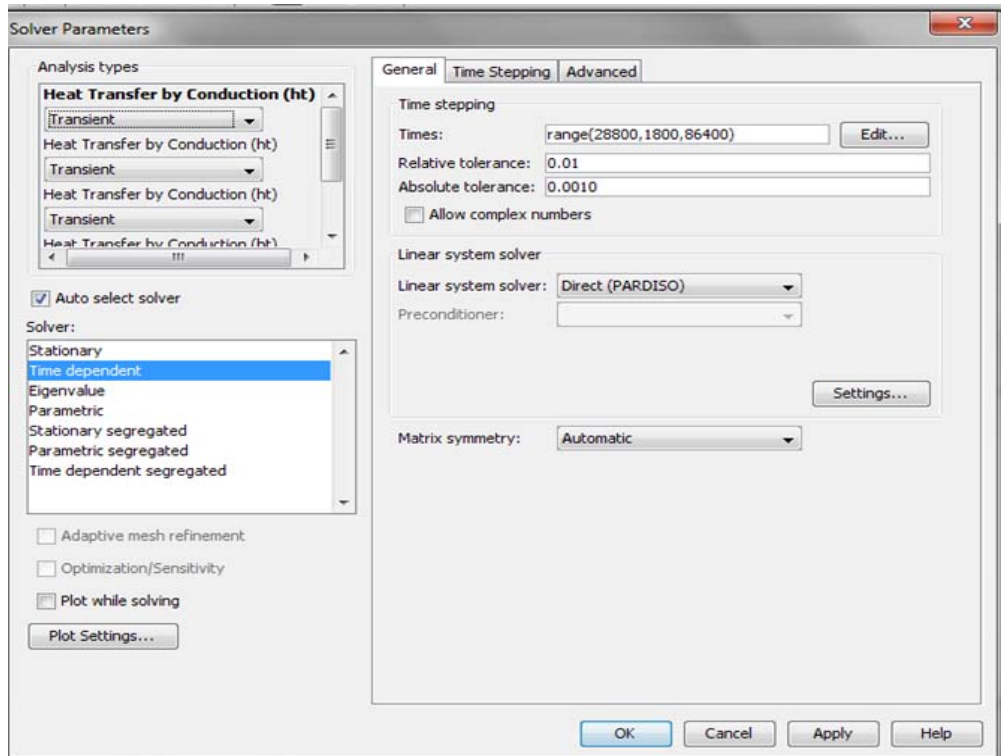 Solver Parameters
Analysis types
Heat Transfer by Conduction (ht)
Transient
Heat Transfer by Conduction (ht)
Transient
Heat Transfer by Conduction (ht)
Transient
Heat Transfer by Conduction (ht)
Auto select solver
Solver:
Stationary
Time dependent
Eigenvalue
Parametric
Stationary segregated
Parametric segregated
Time dependent segregated
Adaptive mesh refinement
Optimization/Sensitivity
Plot while solving
Plot Settings...
General Time Stepping Advanced
Time stepping
Times: range(28800,1800,86400) Edit...
Relative tolerance: 0.01
Absolute tolerance: 0.0010
Allow complex numbers
Linear system solver
Linear system solver: Direct (PARDISO)
Preconditioner:
Settings...
Matrix symmetry: Automatic
OK Cancel Apply Help